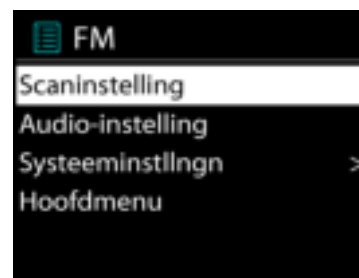 FM
Scaninstelling
Audio-instelling
Systeeminstllngn >
Hoofdmenu